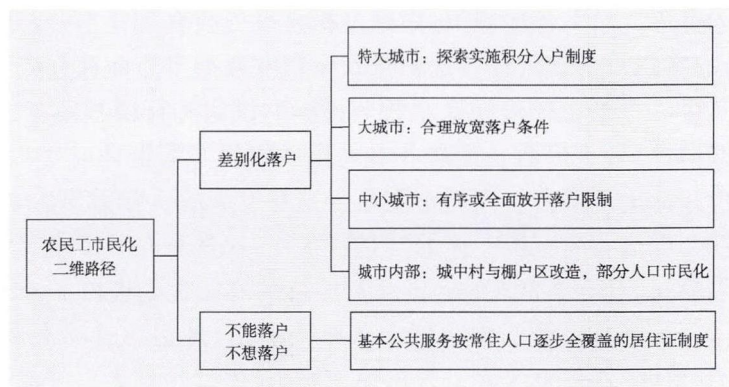 特大城市：探索实施积分入户制度
大城市：合理放宽落户条件
差别化落户
中小城市：有序或全面放开落户限制
农民工市民化
二维路径
城市内部：城中村与棚户区改造，部分人口市民化
不能落户
不想落户
基本公共服务按常住人口逐步全覆盖的居住证制度